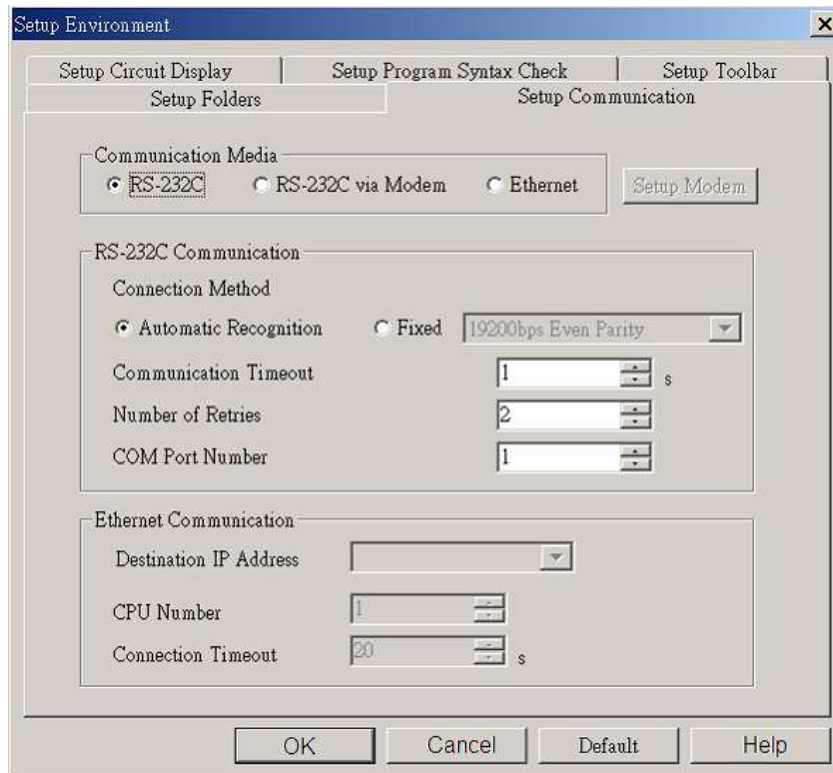 Setup Environment
Setup Circuit Display
Setup Program Syntax Check
Setup Toolbar
Setup Folders
Setup Communication
Communication Media
RS-232C
RS-232C via Modem
Ethernet
Setup Modem
RS-232C Communication
Connection Method
Automatic Recognition
Fixed
19200bps Even Parity
Communication Timeout
1
s
Number of Retries
2
COM Port Number
1
Ethernet Communication
Destination IP Address
CPU Number
1
Connection Timeout
20
s
OK
Cancel
Default
Help